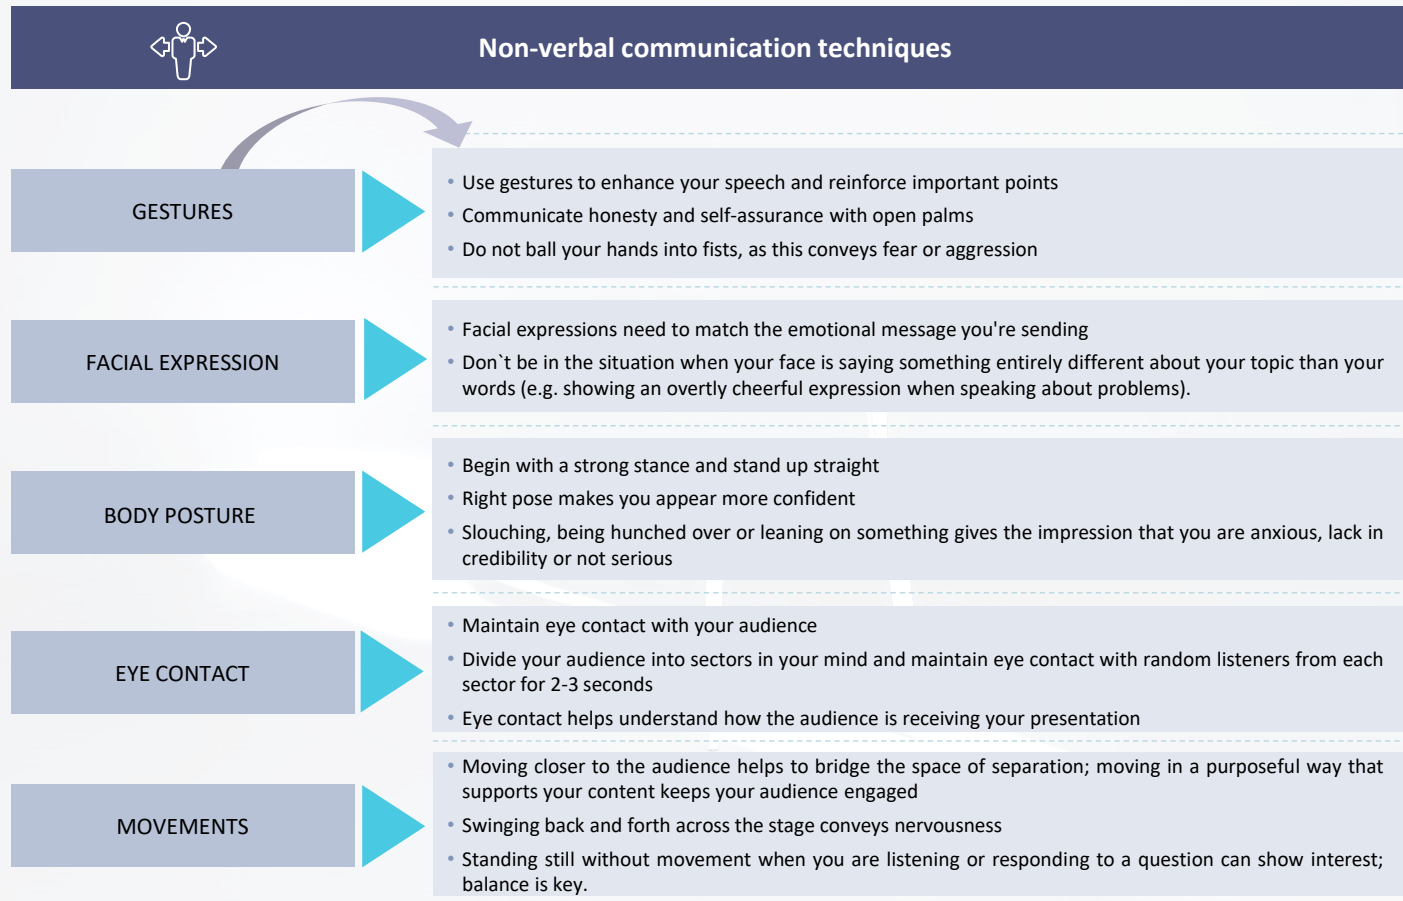 Non-verbal communication techniques
GESTURES
• Use gestures to enhance your speech and reinforce important points
• Communicate honesty and self-assurance with open palms
• Do not ball your hands into fists, as this conveys fear or aggression
FACIAL EXPRESSION
• Facial expressions need to match the emotional message you're sending
• Don`t be in the situation when your face is saying something entirely different about your topic than your
words (e.g. showing an overtly cheerful expression when speaking about problems).
BODY POSTURE
• Begin with a strong stance and stand up straight
• Right pose makes you appear more confident
• Slouching, being hunched over or leaning on something gives the impression that you are anxious, lack in
credibility or not serious
EYE CONTACT
• Maintain eye contact with your audience
• Divide your audience into sectors in your mind and maintain eye contact with random listeners from each
sector for 2-3 seconds
• Eye contact helps understand how the audience is receiving your presentation
MOVEMENTS
• Moving closer to the audience helps to bridge the space of separation; moving in a purposeful way that
supports your content keeps your audience engaged
• Swinging back and forth across the stage conveys nervousness
• Standing still without movement when you are listening or responding to a question can show interest;
balance is key.